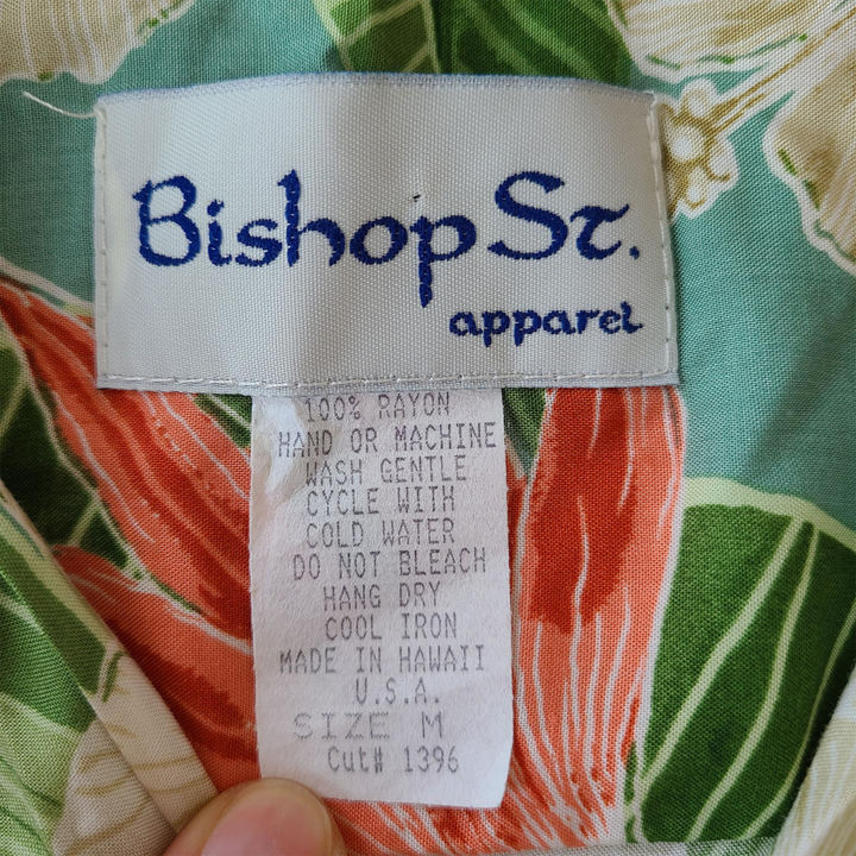 Bishop St.
apparel
100% RAYON
HAND OR MACHINE
WASH GENTLE
CYCLE WITH
COLD WATER
DO NOT BLEACH
HANG DRY
COOL IRON
MADE IN HAWAII
U.S.A.
SIZE M
Cut# 1396